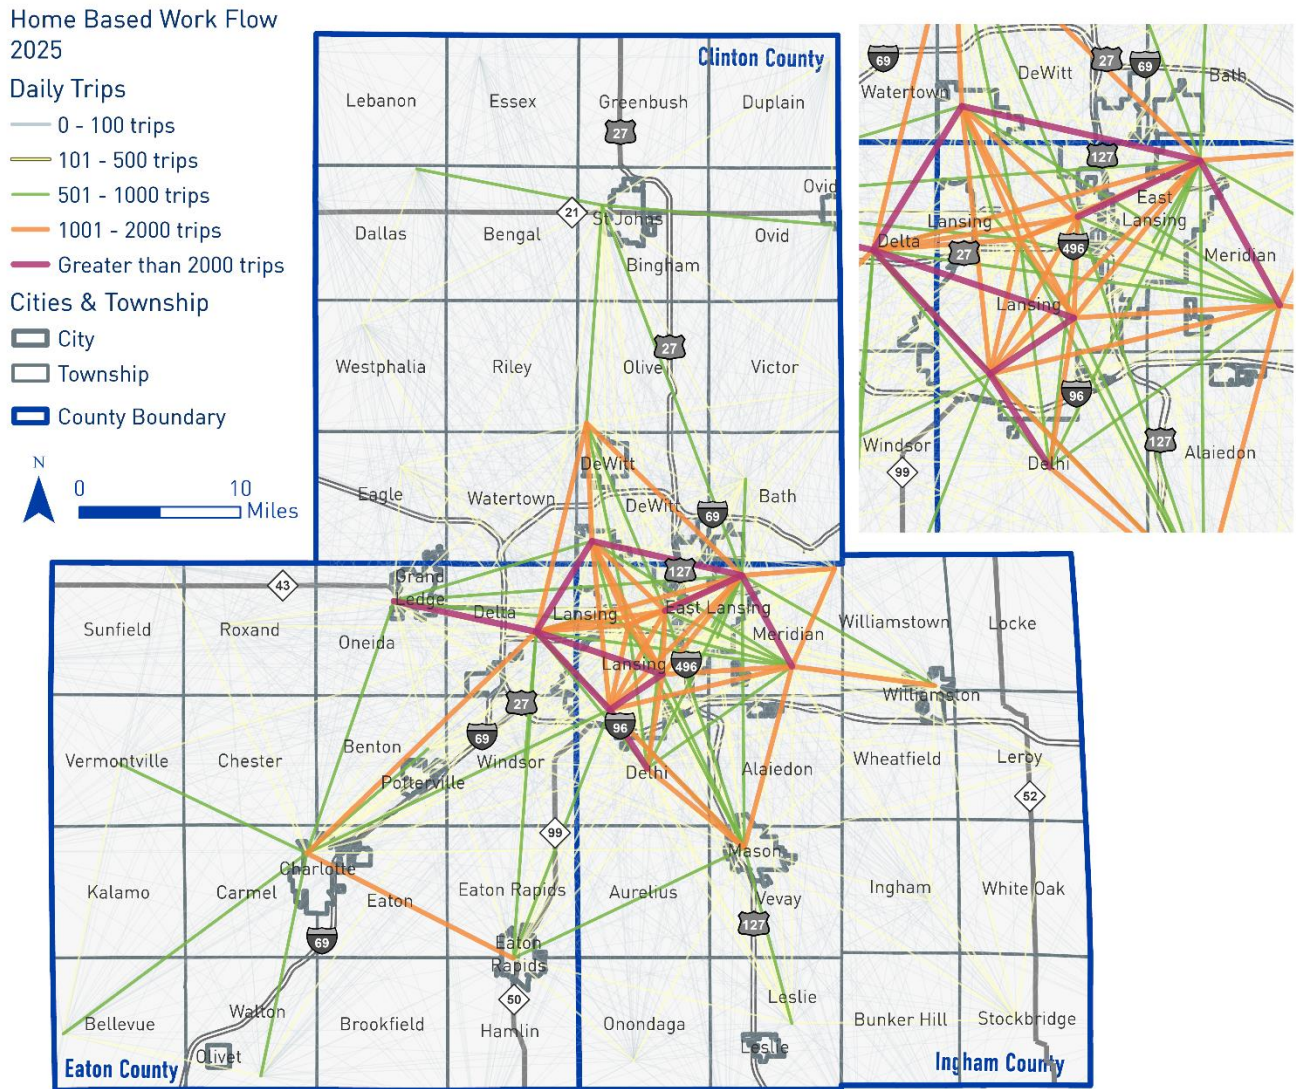 Home Based Work Flow
2025
Daily Trips
0 - 100 trips
101 - 500 trips
501 - 1000 trips
1001 - 2000 trips
Greater than 2000 trips
Cities & Township
City
Township
County Boundary
N
0 10
Miles
Clinton County
Lebanon Essex Greenbush Duplain
27
Ovid
21 St Johns
Dallas Bengal Ovid
Bingham
27
Westphalia Riley Olive Victor
DeWitt
Eagle Watertown DeWitt Bath
69
43 Grand Ledge 127
Sunfield Roxand Oneida Delta Lansing East Lansing Meridian Williamstown Locke
Lansing 496
Williamston
27
69 96
Vermontville Chester Benton Windsor Delhi Alaiedon Wheatfield Leroy
Potterville
52
99
Mason
Charlotte
Kalamo Carmel Eaton Eaton Rapids Aurelius Vevay Ingham White Oak
127
69
Eaton
Rapids
50
Leslie
Bellevue Walton Brookfield Hamlin Onondaga Bunker Hill Stockbridge
Olivet Leslie
Eaton County Ingham County
69 27 69
DeWitt Bath
Watertown
127
East
Lansing Lansing
Delta 27 496 Meridian
Lansing
96
Windsor 127
99 Delhi Alaiedon